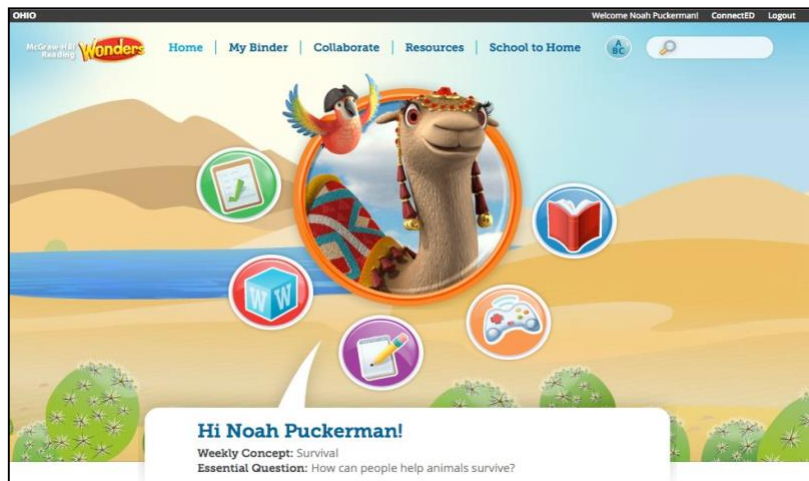 OHIO
Welcome Noah Puckerman! ConnectED Logout
McGraw-Hill
Reading
Wonders
Home | My Binder | Collaborate | Resources | School to Home
A
BC
W W
Hi Noah Puckerman!
Weekly Concept: Survival
Essential Question: How can people help animals survive?